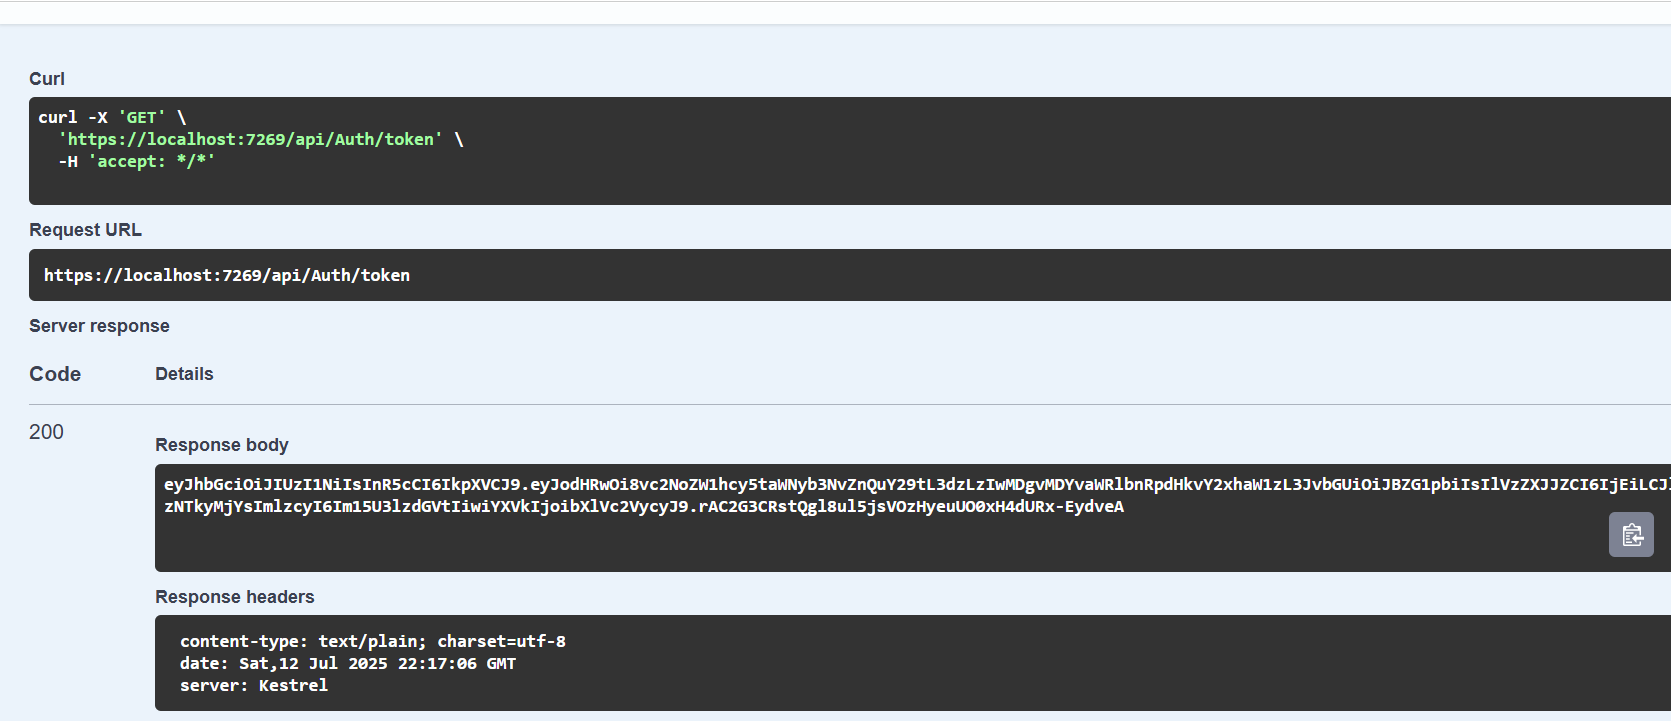 Curl
curl -X 'GET' \
'https://localhost:7269/api/Auth/token' \
-H 'accept: */*'
Request URL
https://localhost:7269/api/Auth/token
Server response
Code Details
200
Response body
eyJhbGciOiJIUzI1NiIsInR5cCI6IkpXVCJ9.eyJodHRwOi8vc2NoZW1hcy5taWNyb3NvZnQuY29tL3dzLzIwMDgvMDYvaWRlbnRpdHkvY2xhaW1zL3JvbGUiOiJBZG1pbiIsIlVzZXJJZCI6IjEiLCJ
zNTkyMjYsImlzcyI6Im15U3lzdGVtIiwiYXVkIjoibXlVc2VycyJ9.rAC2G3CRstQgl8ul5jsVOzHyeuUO0xH4dURx-EydveA
Response headers
content-type: text/plain; charset=utf-8
date: Sat,12 Jul 2025 22:17:06 GMT
server: Kestrel